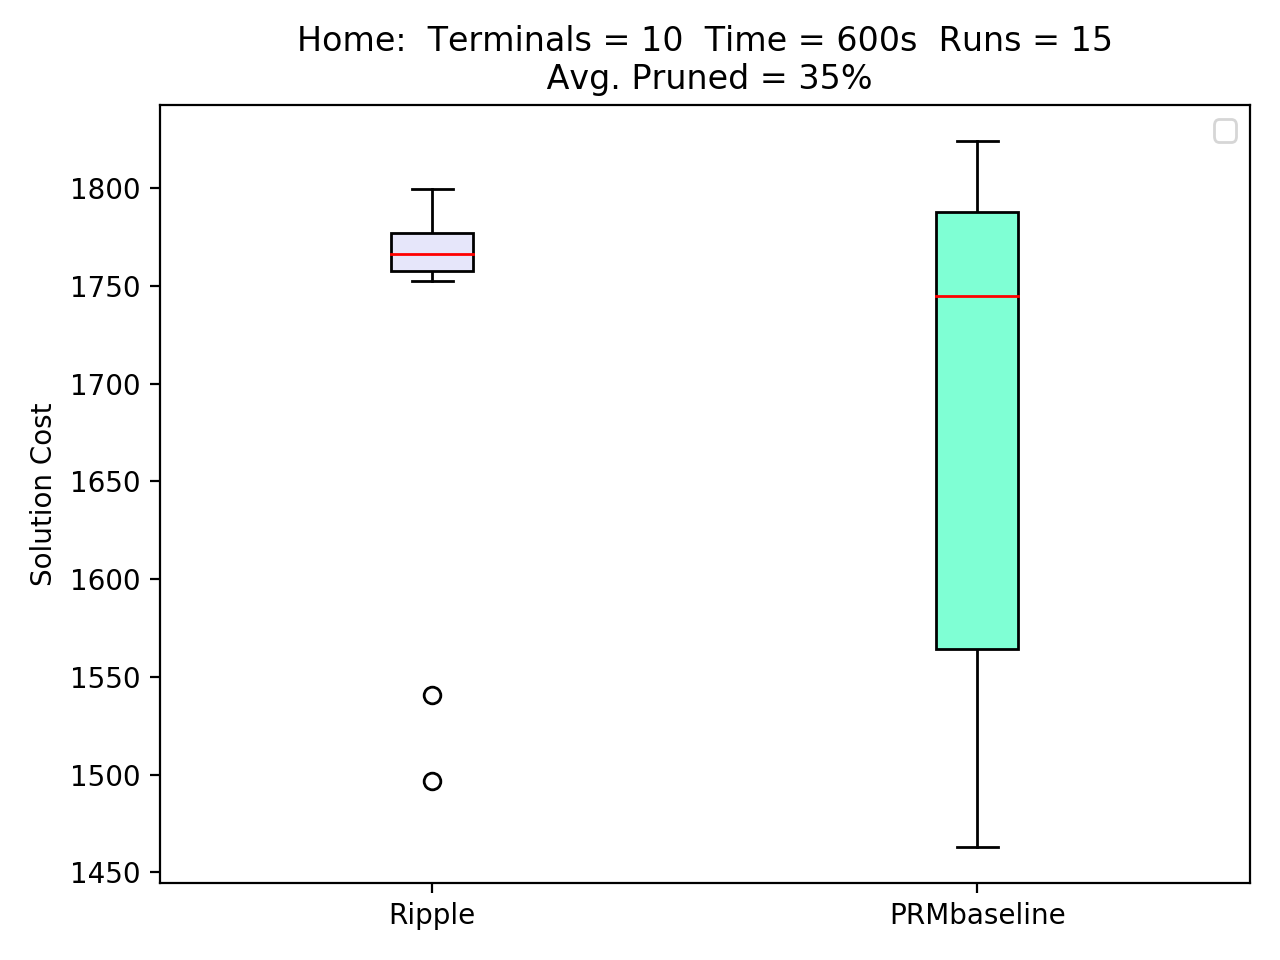 Home:  Terminals = 10  Time = 600s  Runs = 15
Avg. Pruned = 35%
1800
1750
1700
1650
1600
1550
1500
1450
Solution Cost
Ripple
PRMbaseline